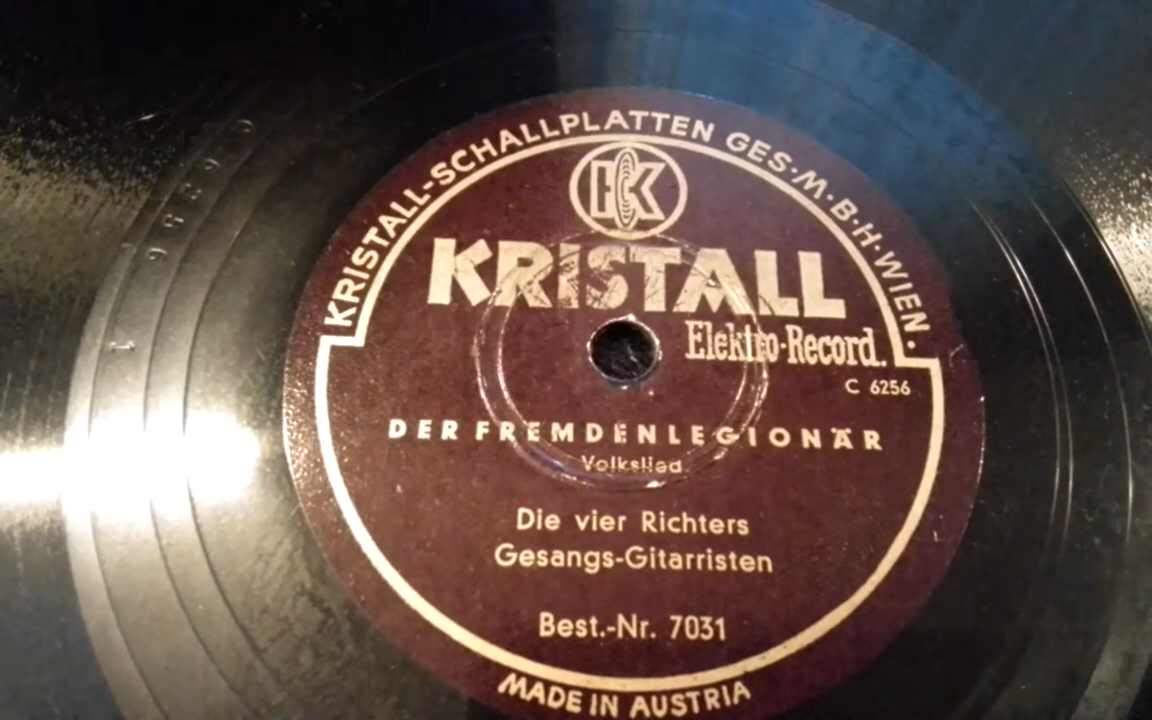 KRISTALL-SCHALLPLATTEN GES·M·B·H·WIEN·
K
KRISTALL
Elektro-Record.
C 6256
DER FREMDENLEGIONÄR
Volkslied.
Die vier Richters
Gesangs-Gitarristen
Best.-Nr. 7031
MADE IN AUSTRIA